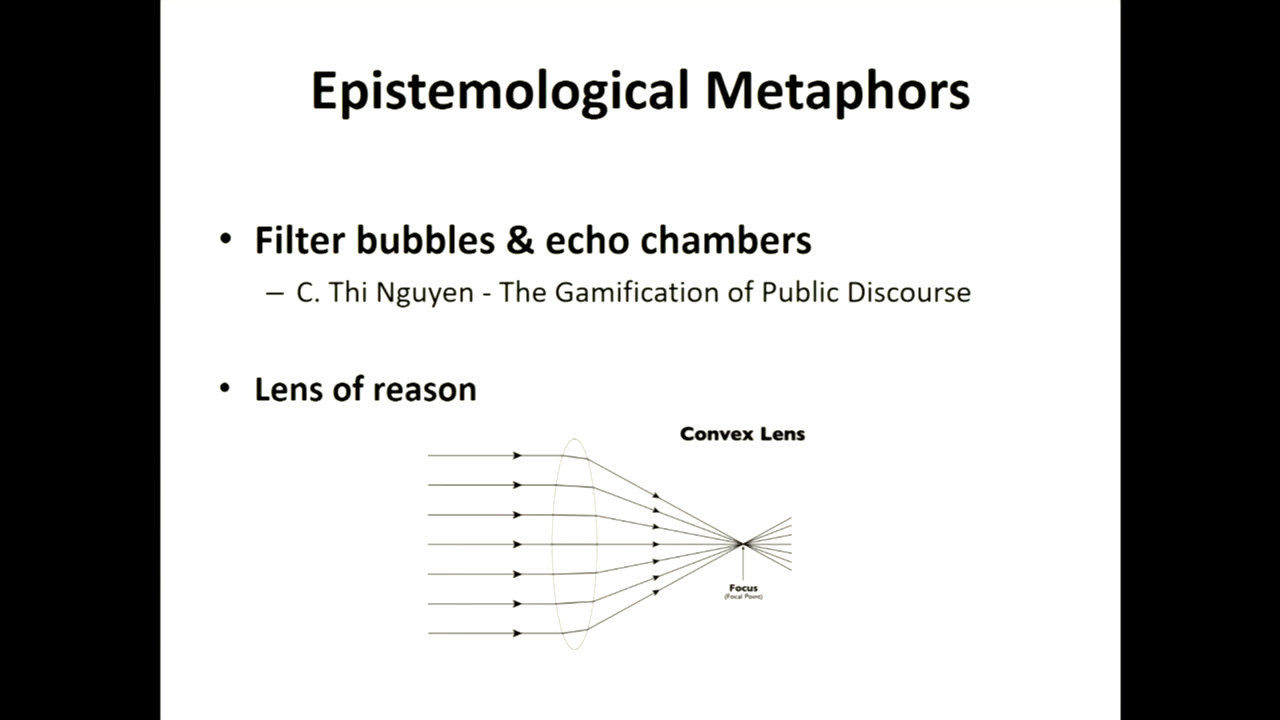 Epistemological Metaphors
• Filter bubbles & echo chambers
– C. Thi Nguyen - The Gamification of Public Discourse
• Lens of reason
Convex Lens
Focus
(Focal Point)